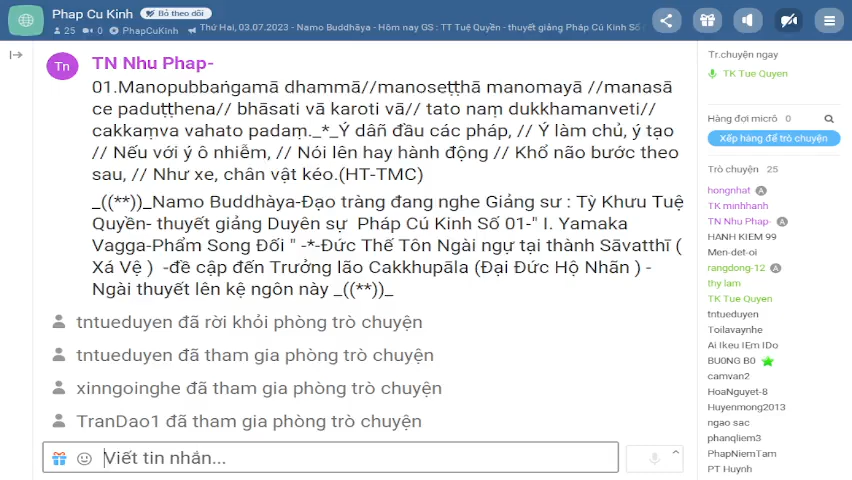 Phap Cu Kinh
Bỏ theo dõi
25 0 PhapCuKinh
Thứ Hai, 03.07.2023 - Namo Buddhāya - Hôm nay GS : TT Tuệ Quyền - thuyết giảng Pháp Cú Kinh Số
Tn
TN Nhu Phap-
01.Manopubbaṅgamā dhammā//manoseṭṭhā manomayā //manasā
ce paduṭṭhena// bhāsati vā karoti vā// tato naṃ dukkhamanveti//
cakkaṃva vahato padaṃ._*_Ý dẫn đầu các pháp, // Ý làm chủ, ý tạo
// Nếu với ý ô nhiễm, // Nói lên hay hành động // Khổ não bước theo
sau, // Như xe, chân vật kéo.(HT-TMC)
_((**))_Namo Buddhàya-Đạo tràng đang nghe Giảng sư : Tỳ Khưu Tuệ
Quyền- thuyết giảng Duyên sự Pháp Cú Kinh Số 01-" I. Yamaka
Vagga-Phẩm Song Đối " -*-Đức Thế Tôn Ngài ngự tại thành Sāvatthī (
Xá Vệ ) -đề cập đến Trưởng lão Cakkhupāla (Đại Đức Hộ Nhãn ) -
Ngài thuyết lên kệ ngôn này _((**))_
tntueduyen đã rời khỏi phòng trò chuyện
tntueduyen đã tham gia phòng trò chuyện
xinngoinghe đã tham gia phòng trò chuyện
TranDao1 đã tham gia phòng trò chuyện
Viết tin nhắn...
Tr.chuyện ngay
TK Tue Quyen
Hàng đợi micrô 0
Xếp hàng để trò chuyện
Trò chuyện 25
hongnhat A
TK minhhanh
TN Nhu Phap- A
HANH KIEM 99
Men-det-oi
rangdong-12 A
thy lam
TK Tue Quyen
tntueduyen
Toilavaynhe
Ai Ikeu IEm IDo
BU0NG B0
camvan2
HoaNguyet-8
Huyenmong2013
ngao sac
phanqliem3
PhapNiemTam
PT Huynh